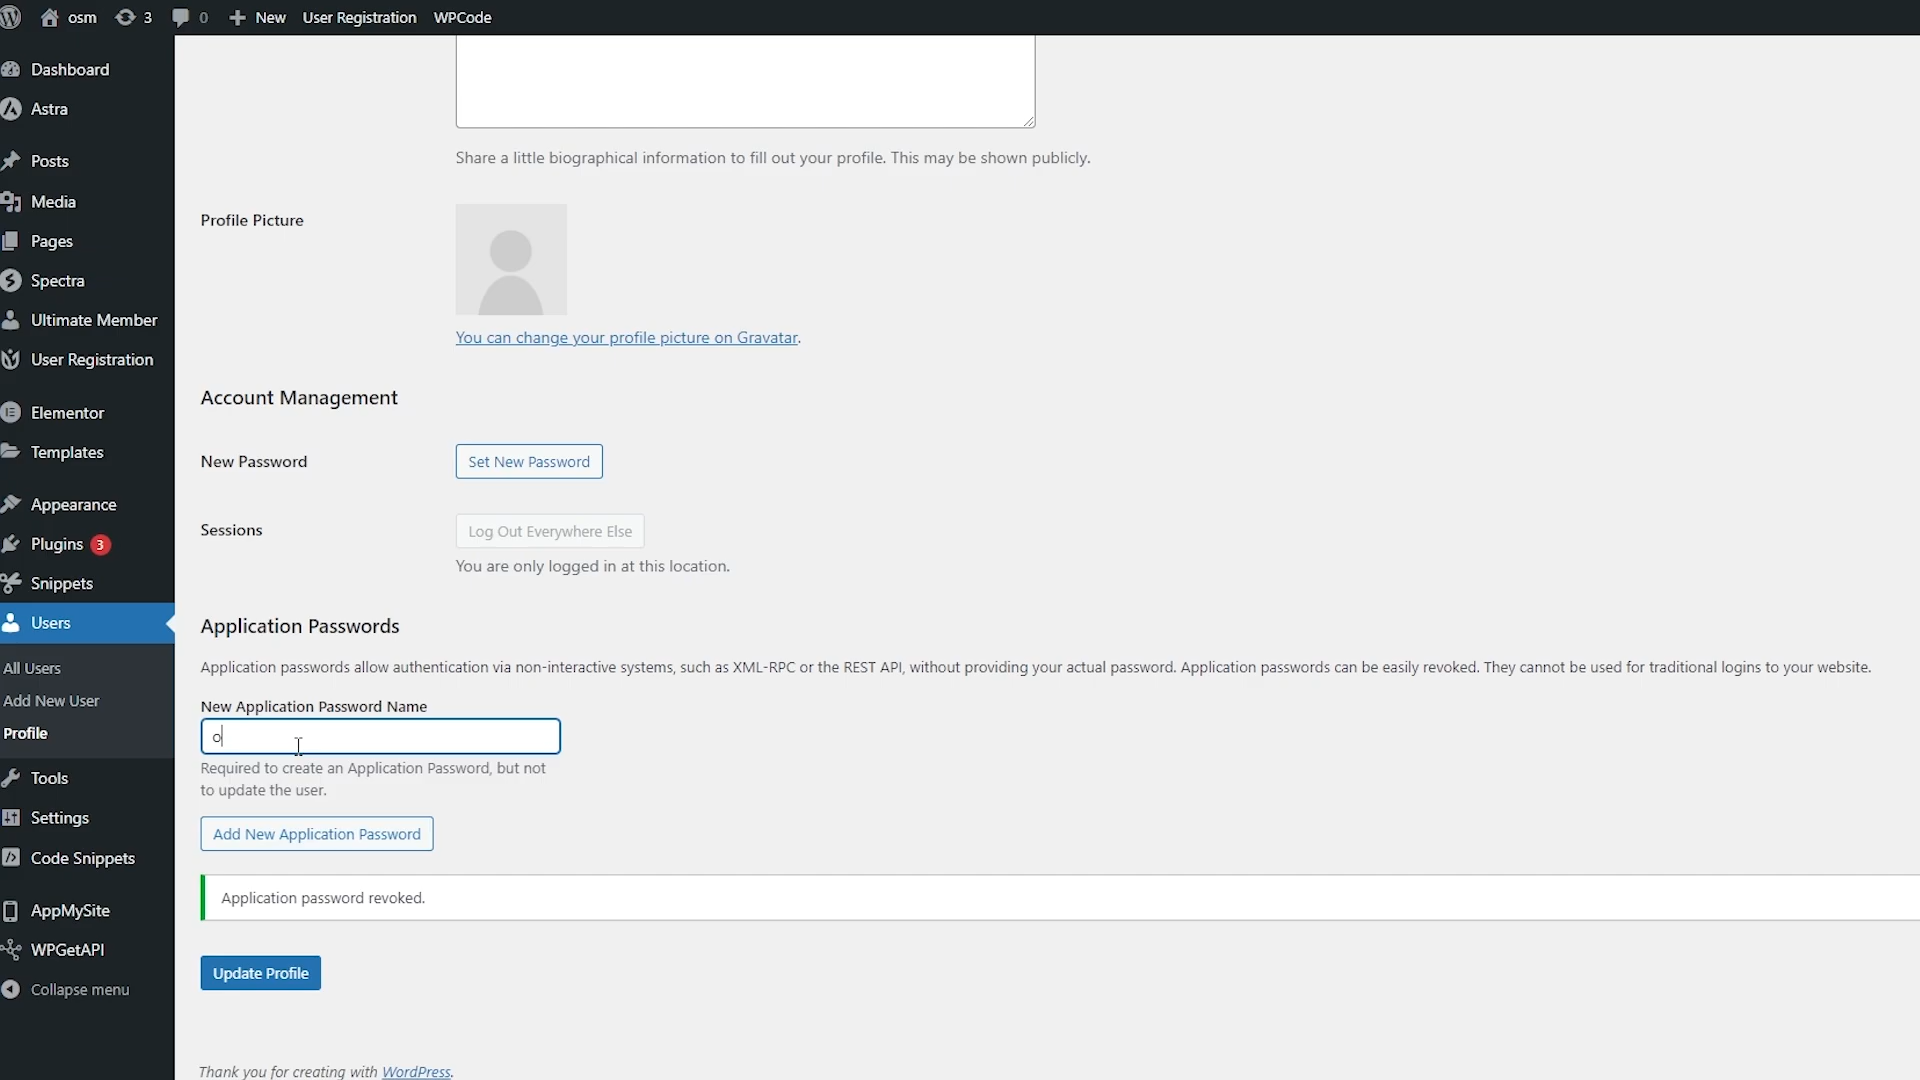 osm 3 0 New User Registration WPCode
Dashboard
Astra
Posts
Media
Pages
Spectra
Ultimate Member
User Registration
Elementor
Templates
Appearance
Plugins 3
Snippets
Users
All Users
Add New User
Profile
Tools
Settings
Code Snippets
AppMySite
WPGetAPI
Collapse menu
Share a little biographical information to fill out your profile. This may be shown publicly.
Profile Picture
You can change your profile picture on Gravatar.
Account Management
New Password
Set New Password
Sessions
Log Out Everywhere Else
You are only logged in at this location.
Application Passwords
Application passwords allow authentication via non-interactive systems, such as XML-RPC or the REST API, without providing your actual password. Application passwords can be easily revoked. They cannot be used for traditional logins to your website.
New Application Password Name
o
Required to create an Application Password, but not
to update the user.
Add New Application Password
Application password revoked.
Update Profile
Thank you for creating with WordPress.